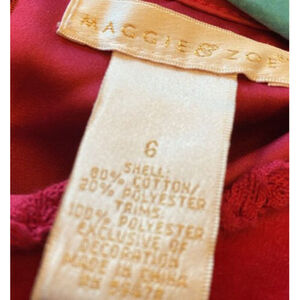 MAGGIE & ZOE
6
SHELL:
80% COTTON/
20% POLYESTER
TRIMS:
100% POLYESTER
EXCLUSIVE OF
DECORATION
MADE IN CHINA